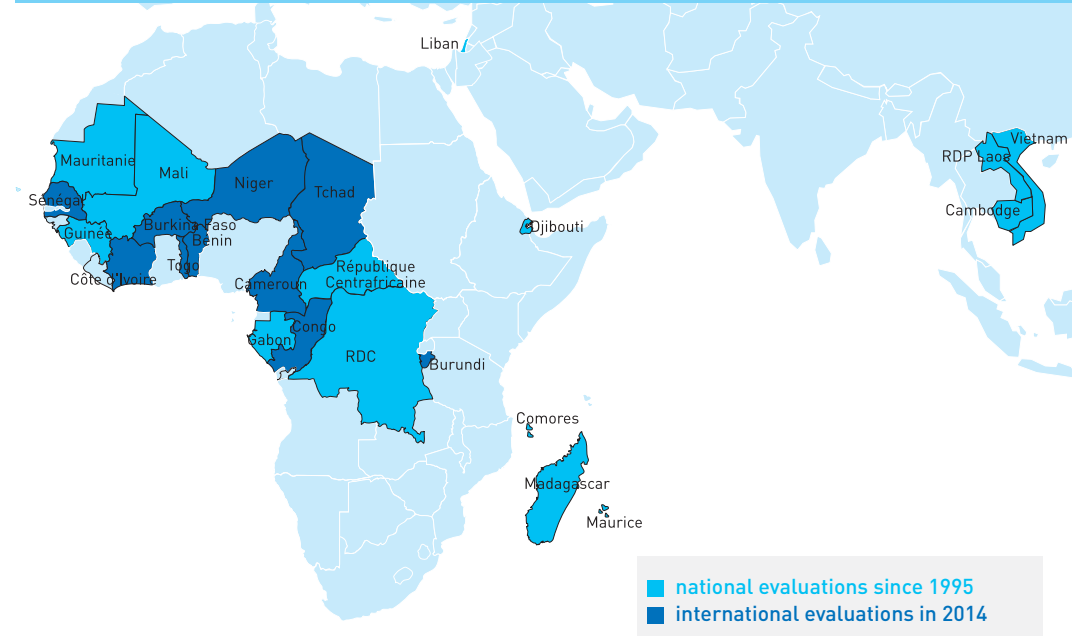 Liban
Vietnam
RDP Laos
Mauritanie
Mali
Niger
Tchad
Sénégal
Cambodge
Burkina Faso
Djibouti
Guinée
Bénin
Togo
République
Centrafricaine
Côte d'Ivoire
Cameroun
Congo
Gabon
RDC
Burundi
Comores
Madagascar
Maurice
national evaluations since 1995
international evaluations in 2014